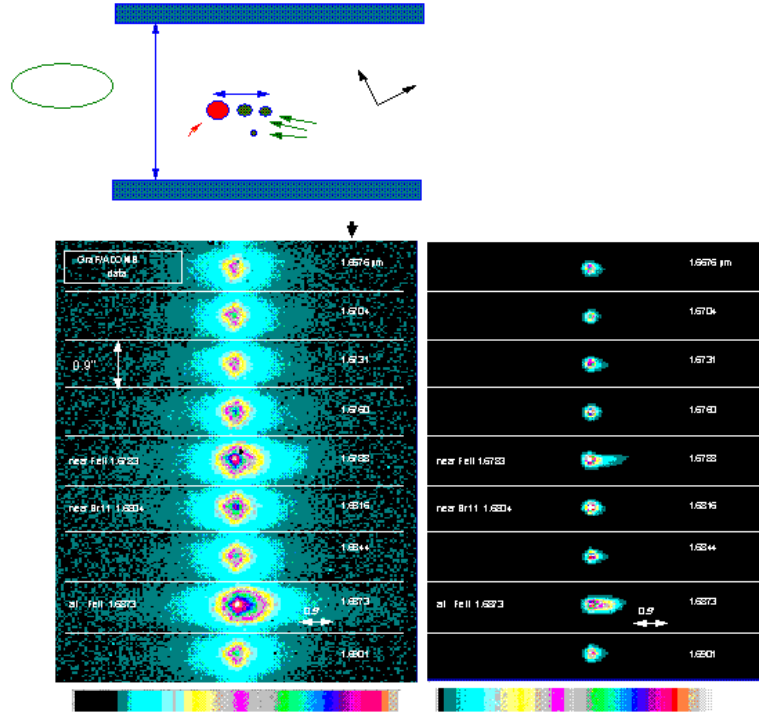 GraF/ADONIS
data
1.6676 µm
1.6704
0.9"
1.6731
1.6760
near FeII 1.6783
1.6788
near Br11 1.6804
1.6816
1.6844
at FeII 1.6873
1.6873
0.9"
1.6901
1.6676 µm
1.6704
1.6731
1.6760
near FeII 1.6783
1.6788
near Br11 1.6804
1.6816
1.6844
at FeII 1.6873
1.6873
0.9"
1.6901